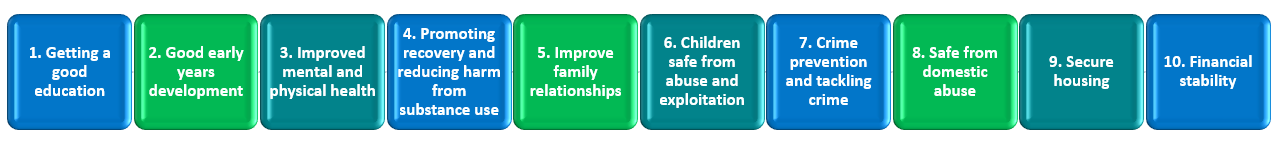 1. Getting a
good
education
2. Good early
years
development
3. Improved
mental and
physical health
4. Promoting
recovery and
reducing harm
from
substance use
5. Improve
family
relationships
6. Children
safe from
abuse and
exploitation
7. Crime
prevention
and tackling
crime
8. Safe from
domestic
abuse
9. Secure
housing
10. Financial
stability